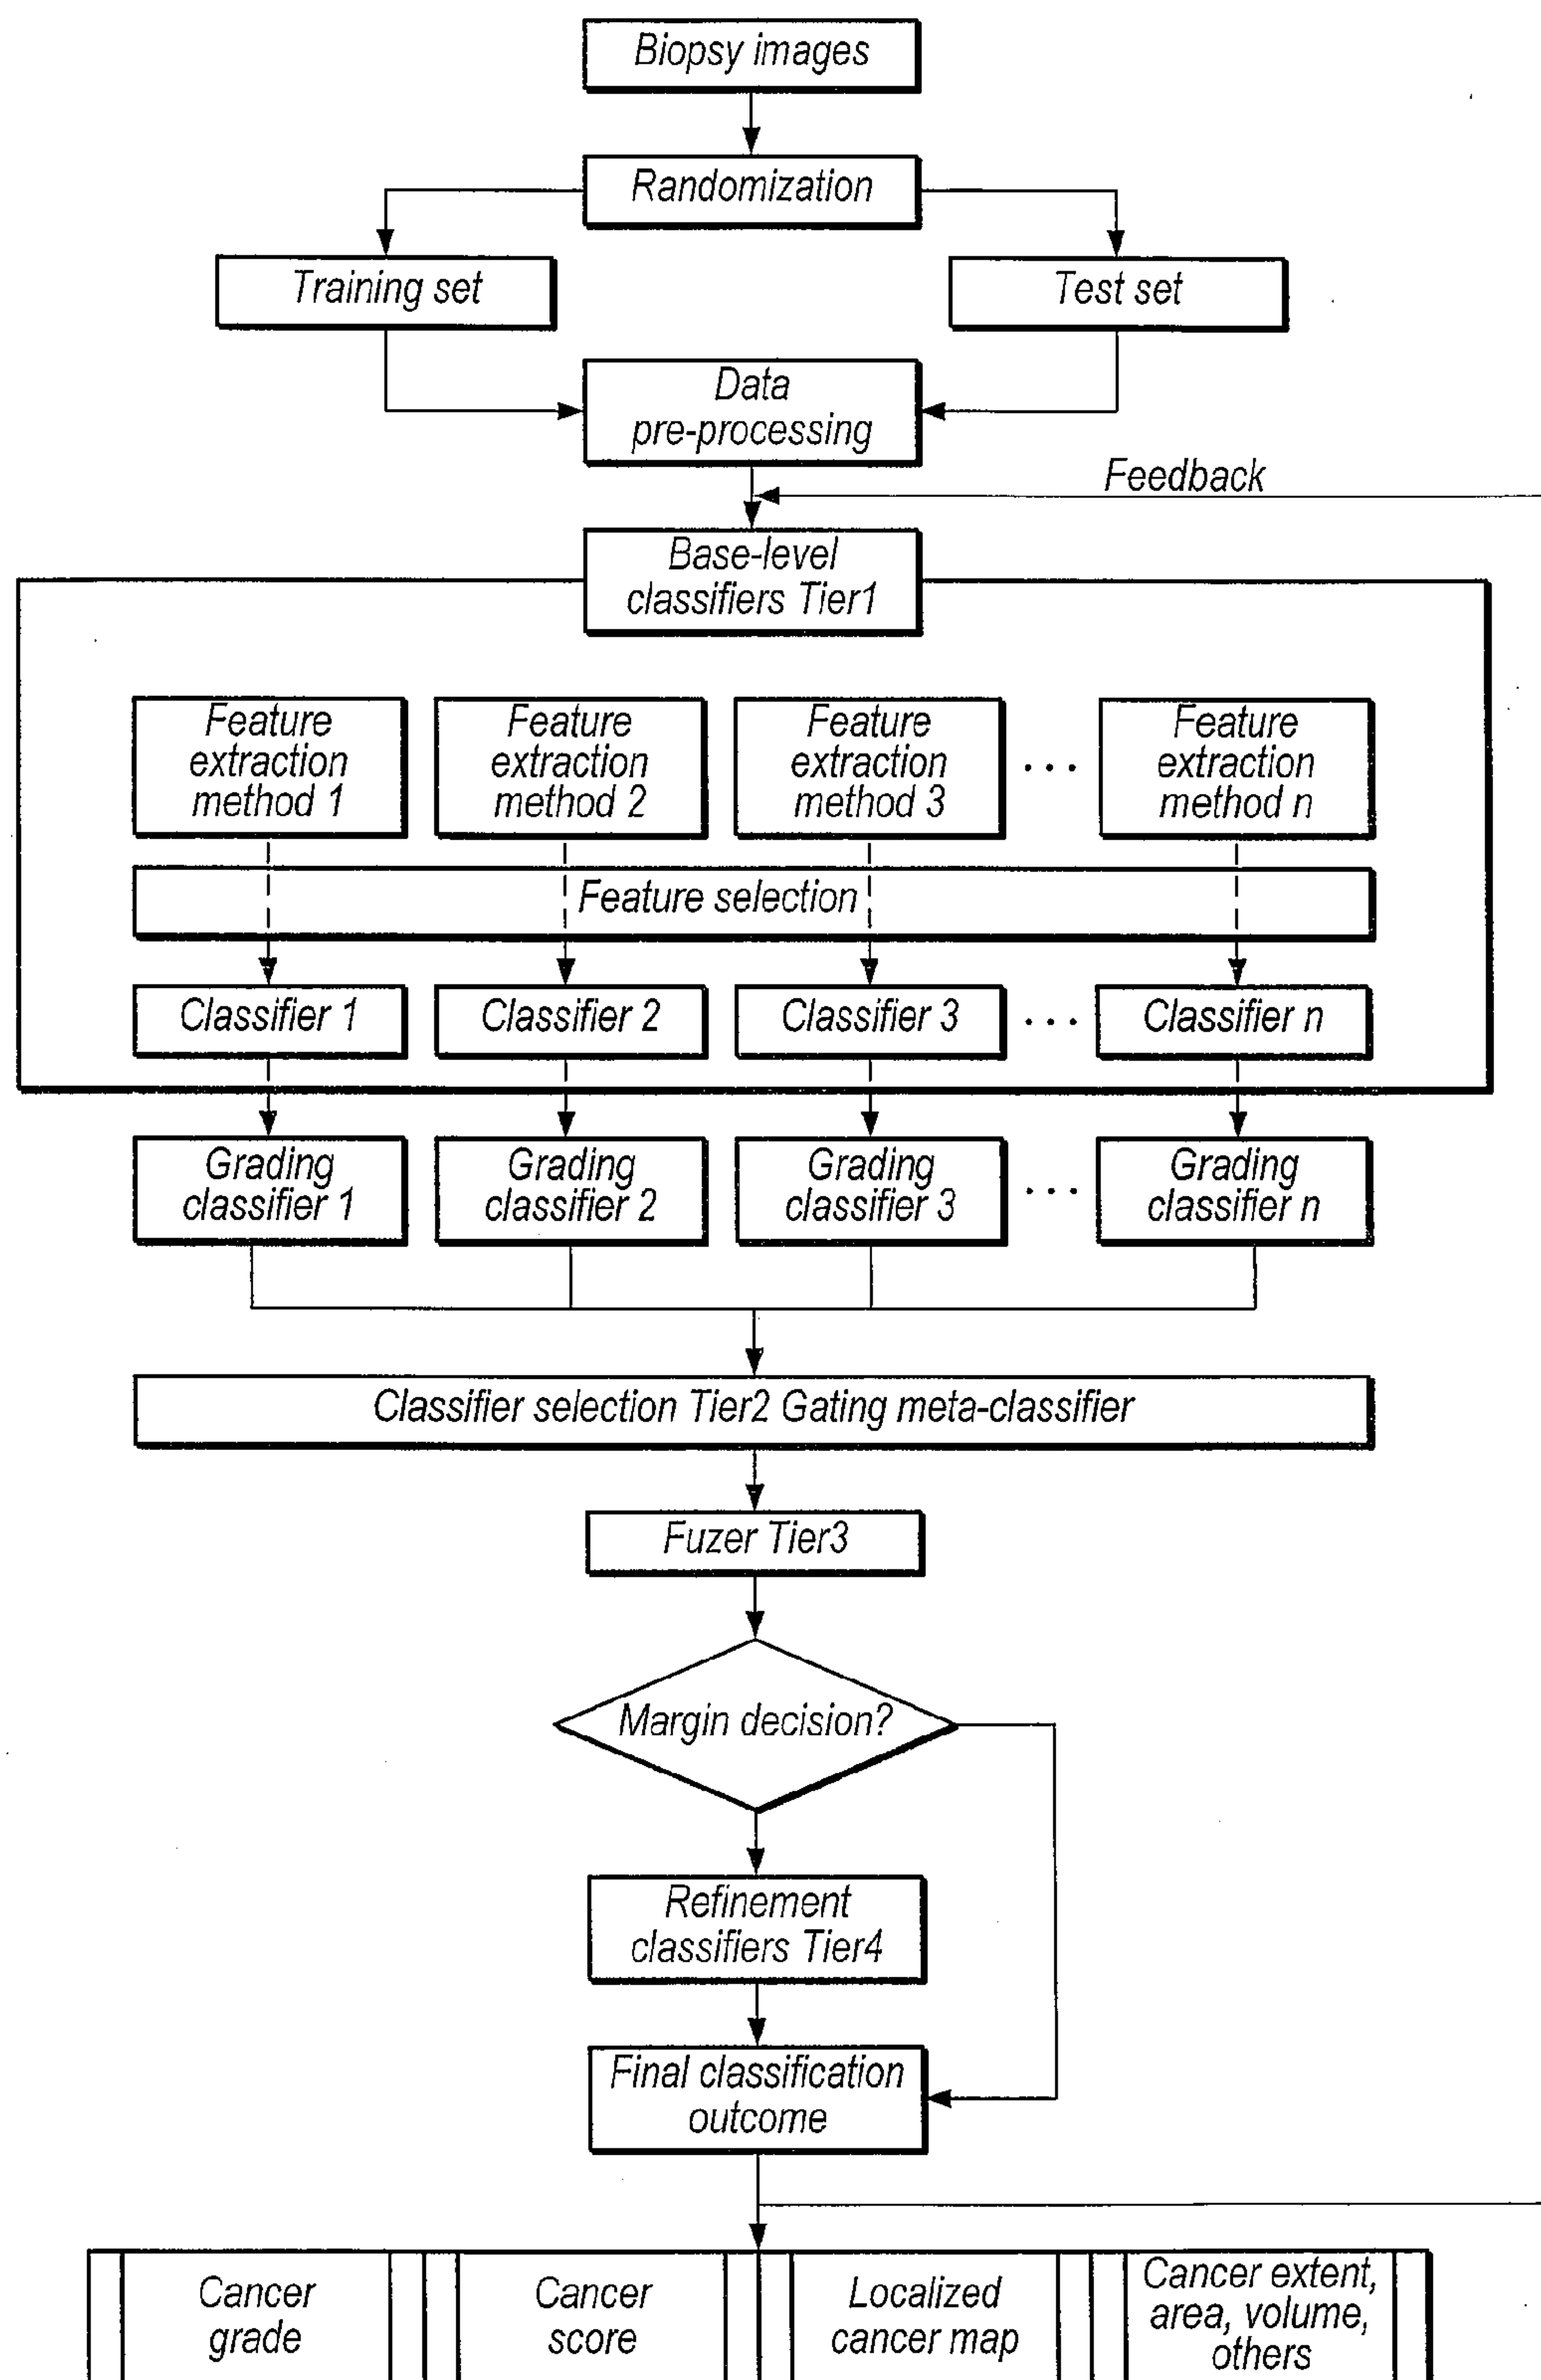 Biopsy images
Randomization
Training set
Test set
Data
pre-processing
Feedback
Base-level
classifiers Tier1
Feature
extraction
method 1
Feature
extraction
method 2
Feature
extraction
method 3
...
Feature
extraction
method n
Feature selection
Classifier 1
Classifier 2
Classifier 3
...
Classifier n
Grading
classifier 1
Grading
classifier 2
Grading
classifier 3
...
Grading
classifier n
Classifier selection Tier2 Gating meta-classifier
Fuzer Tier3
Margin decision?
Refinement
classifiers Tier4
Final classification
outcome
Cancer
grade
Cancer
score
Localized
cancer map
Cancer extent,
area, volume,
others